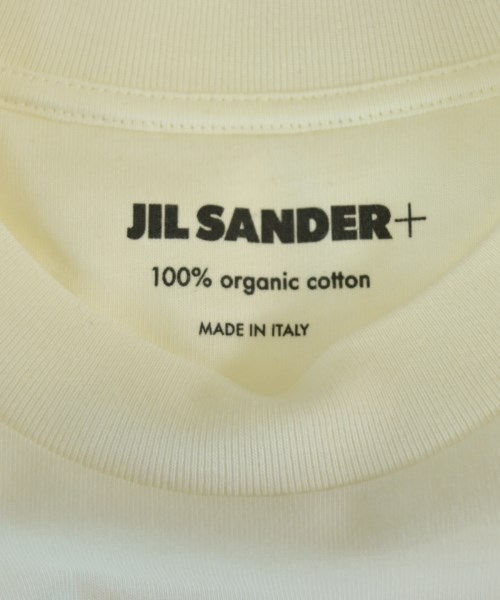 JIL SANDER+
100% organic cotton
MADE IN ITALY